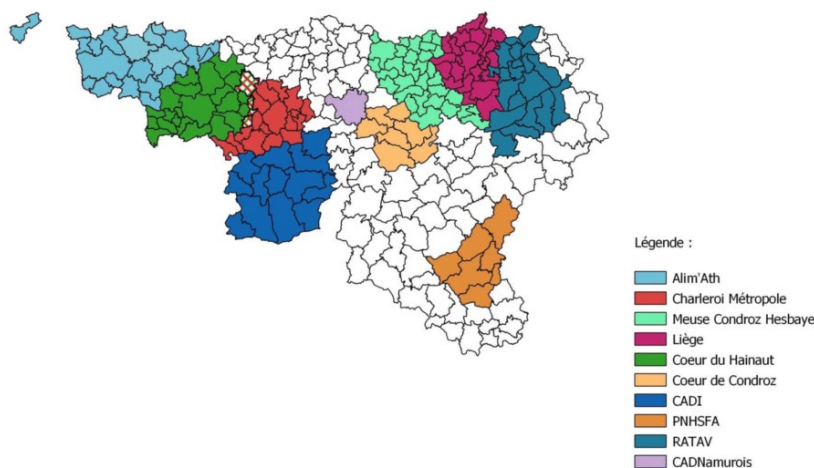 Légende :
Alim'Ath
Charleroi Métropole
Meuse Condroz Hesbaye
Liège
Coeur du Hainaut
Coeur de Condroz
CADI
PNHSFA
RATAV
CADNamurois